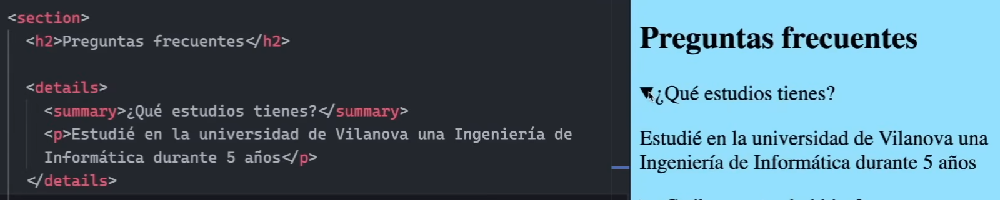 <section>
<h2>Preguntas frecuentes</h2>
<details>
<summary>¿Qué estudios tienes?</summary>
<p>Estudié en la universidad de Vilanova una Ingeniería de
Informática durante 5 años</p>
</details>
Preguntas frecuentes
¿Qué estudios tienes?
Estudié en la universidad de Vilanova una
Ingeniería de Informática durante 5 años